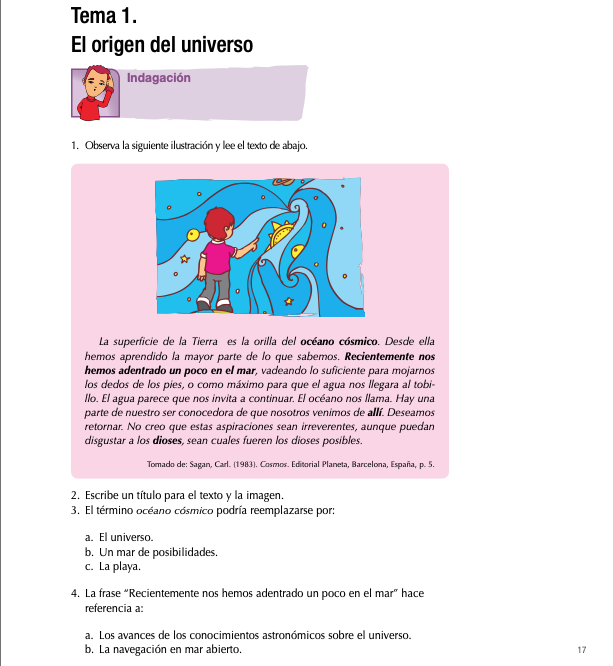 Tema 1.
El origen del universo
Indagación
1. Observa la siguiente ilustración y lee el texto de abajo.
La superficie de la Tierra es la orilla del océano cósmico. Desde ella
hemos aprendido la mayor parte de lo que sabemos. Recientemente nos
hemos adentrado un poco en el mar, vadeando lo suficiente para mojarnos
los dedos de los pies, o como máximo para que el agua nos llegara al tobi-
llo. El agua parece que nos invita a continuar. El océano nos llama. Hay una
parte de nuestro ser conocedora de que nosotros venimos de allí. Deseamos
retornar. No creo que estas aspiraciones sean irreverentes, aunque puedan
disgustar a los dioses, sean cuales fueren los dioses posibles.
Tomado de: Sagan, Carl. (1983). Cosmos. Editorial Planeta, Barcelona, España, p. 5.
2. Escribe un título para el texto y la imagen.
3. El término océano cósmico podría reemplazarse por:
a. El universo.
b. Un mar de posibilidades.
c. La playa.
4. La frase “Recientemente nos hemos adentrado un poco en el mar” hace
referencia a:
a. Los avances de los conocimientos astronómicos sobre el universo.
b. La navegación en mar abierto.
17